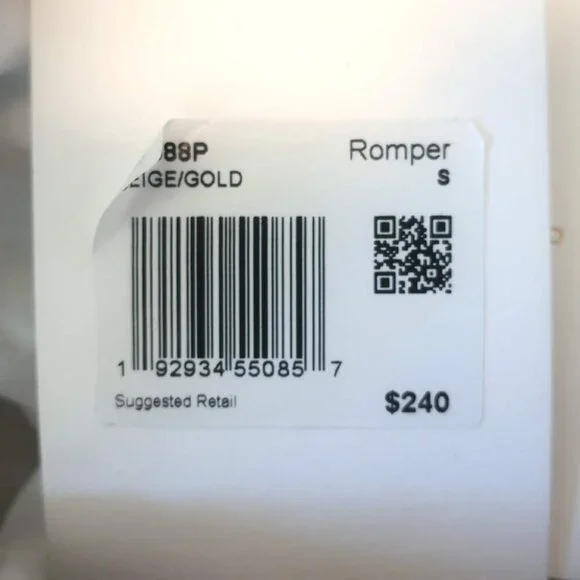 88P Romper
EIGE/GOLD S
1 92934 55085 7
Suggested Retail $240